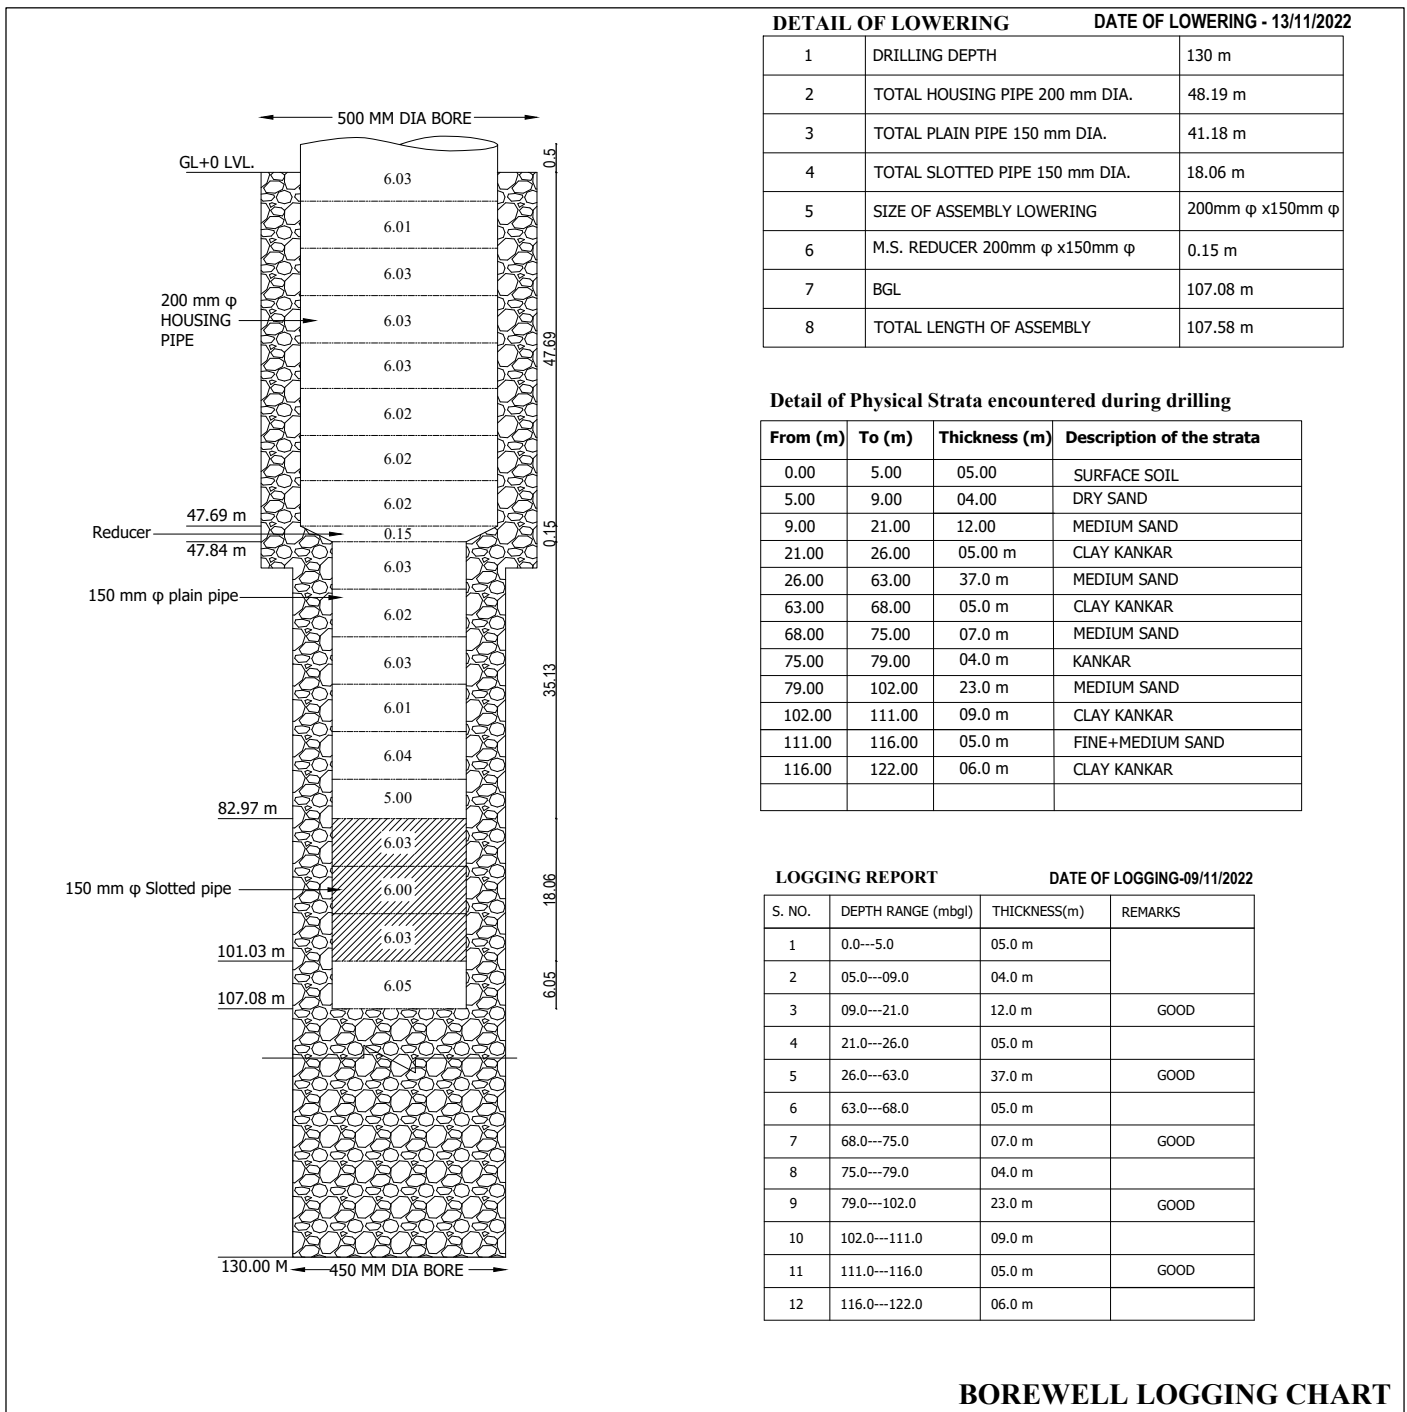 DETAIL OF LOWERING DATE OF LOWERING - 13/11/2022
1 DRILLING DEPTH 130 m
2 TOTAL HOUSING PIPE 200 mm DIA. 48.19 m
3 TOTAL PLAIN PIPE 150 mm DIA. 41.18 m
4 TOTAL SLOTTED PIPE 150 mm DIA. 18.06 m
5 SIZE OF ASSEMBLY LOWERING 200mm φ x150mm φ
6 M.S. REDUCER 200mm φ x150mm φ 0.15 m
7 BGL 107.08 m
8 TOTAL LENGTH OF ASSEMBLY 107.58 m
500 MM DIA BORE
GL+0 LVL.
0.5
6.03
6.01
6.03
200 mm φ
HOUSING
PIPE
6.03
6.03
47.69
6.02
6.02
6.02
47.69 m
Reducer
0.15
0.15
47.84 m
6.03
150 mm φ plain pipe
6.02
6.03
35.13
6.01
6.04
5.00
82.97 m
6.03
150 mm φ Slotted pipe
6.00
18.06
6.03
101.03 m
6.05
6.05
107.08 m
130.00 M
450 MM DIA BORE
Detail of Physical Strata encountered during drilling
From (m) To (m) Thickness (m) Description of the strata
0.00 5.00 05.00 SURFACE SOIL
5.00 9.00 04.00 DRY SAND
9.00 21.00 12.00 MEDIUM SAND
21.00 26.00 05.00 m CLAY KANKAR
26.00 63.00 37.0 m MEDIUM SAND
63.00 68.00 05.0 m CLAY KANKAR
68.00 75.00 07.0 m MEDIUM SAND
75.00 79.00 04.0 m KANKAR
79.00 102.00 23.0 m MEDIUM SAND
102.00 111.00 09.0 m CLAY KANKAR
111.00 116.00 05.0 m FINE+MEDIUM SAND
116.00 122.00 06.0 m CLAY KANKAR
LOGGING REPORT DATE OF LOGGING-09/11/2022
S. NO. DEPTH RANGE (mbgl) THICKNESS(m) REMARKS
1 0.0---5.0 05.0 m
2 05.0---09.0 04.0 m
3 09.0---21.0 12.0 m GOOD
4 21.0---26.0 05.0 m
5 26.0---63.0 37.0 m GOOD
6 63.0---68.0 05.0 m
7 68.0---75.0 07.0 m GOOD
8 75.0---79.0 04.0 m
9 79.0---102.0 23.0 m GOOD
10 102.0---111.0 09.0 m
11 111.0---116.0 05.0 m GOOD
12 116.0---122.0 06.0 m
BOREWELL LOGGING CHART